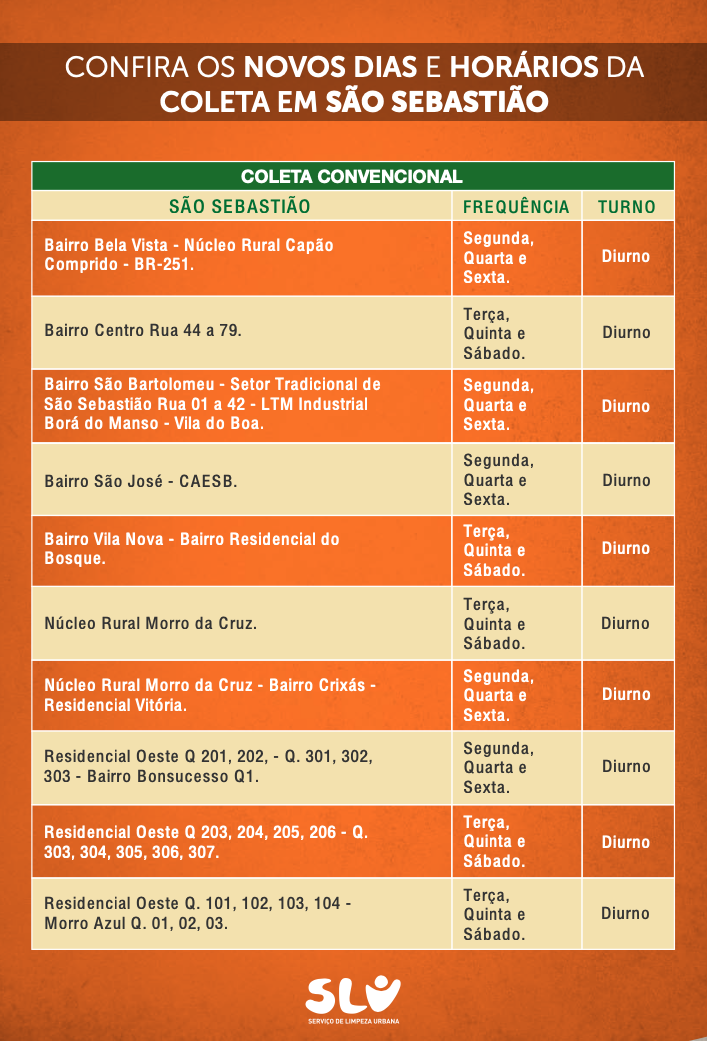 CONFIRA OS NOVOS DIAS E HORÁRIOS DA
COLETA EM SÃO SEBASTIÃO
COLETA CONVENCIONAL
SÃO SEBASTIÃO FREQUÊNCIA TURNO
Bairro Bela Vista - Núcleo Rural Capão
Comprido - BR-251.
Segunda,
Quarta e
Sexta.
Diurno
Bairro Centro Rua 44 a 79.
Terça,
Quinta e
Sábado.
Diurno
Bairro São Bartolomeu - Setor Tradicional de
São Sebastião Rua 01 a 42 - LTM Industrial
Borá do Manso - Vila do Boa.
Segunda,
Quarta e
Sexta.
Diurno
Bairro São José - CAESB.
Segunda,
Quarta e
Sexta.
Diurno
Bairro Vila Nova - Bairro Residencial do
Bosque.
Terça,
Quinta e
Sábado.
Diurno
Núcleo Rural Morro da Cruz.
Terça,
Quinta e
Sábado.
Diurno
Núcleo Rural Morro da Cruz - Bairro Crixás -
Residencial Vitória.
Segunda,
Quarta e
Sexta.
Diurno
Residencial Oeste Q 201, 202, - Q. 301, 302,
303 - Bairro Bonsucesso Q1.
Segunda,
Quarta e
Sexta.
Diurno
Residencial Oeste Q 203, 204, 205, 206 - Q.
303, 304, 305, 306, 307.
Terça,
Quinta e
Sábado.
Diurno
Residencial Oeste Q. 101, 102, 103, 104 -
Morro Azul Q. 01, 02, 03.
Terça,
Quinta e
Sábado.
Diurno
SLU
SERVIÇO DE LIMPEZA URBANA